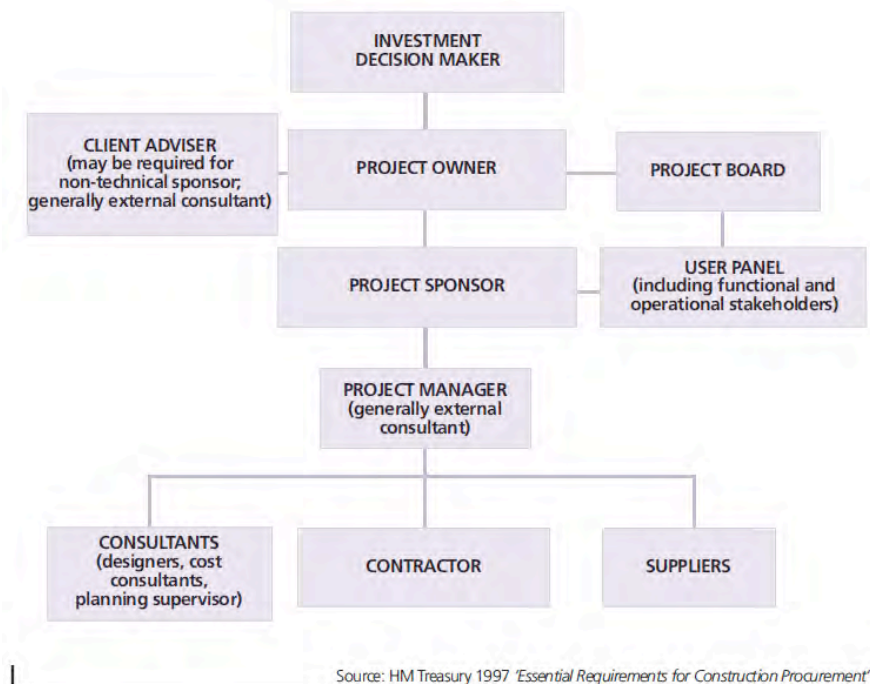 INVESTMENT
DECISION MAKER
CLIENT ADVISER
(may be required for
non-technical sponsor;
generally external consultant)
PROJECT OWNER
PROJECT BOARD
PROJECT SPONSOR
USER PANEL
(including functional and
operational stakeholders)
PROJECT MANAGER
(generally external
consultant)
CONSULTANTS
(designers, cost
consultants,
planning supervisor)
CONTRACTOR
SUPPLIERS
Source: HM Treasury 1997 'Essential Requirements for Construction Procurement'